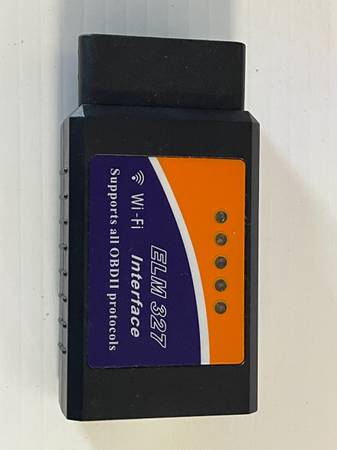 ELM 327
Interface
Wi-Fi
Supports all OBDII protocols